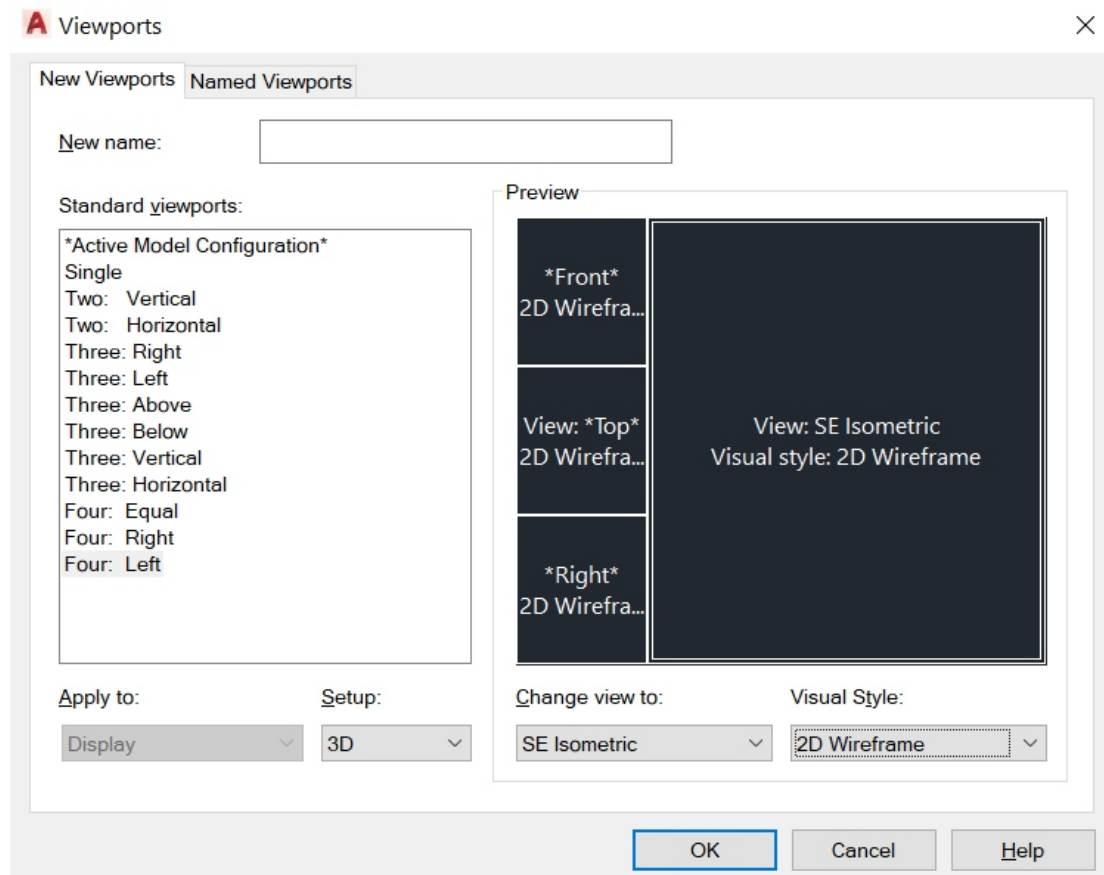 Viewports
New Viewports
Named Viewports
New name:
Standard viewports:
*Active Model Configuration*
Single
Two: Vertical
Two: Horizontal
Three: Right
Three: Left
Three: Above
Three: Below
Three: Vertical
Three: Horizontal
Four: Equal
Four: Right
Four: Left
Apply to:
Display
Setup:
3D
Preview
*Front*
2D Wirefra...
View: *Top*
2D Wirefra...
*Right*
2D Wirefra...
View: SE Isometric
Visual style: 2D Wireframe
Change view to:
SE Isometric
Visual Style:
2D Wireframe
OK
Cancel
Help